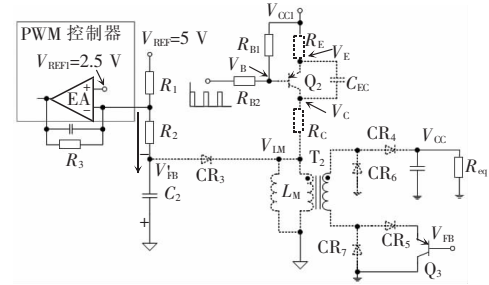 PWM 控制器
V_REF1=2.5 V
EA
+
−
R_3
V_REF=5 V
R_1
R_2
−
V'_FB
C_2
+
CR_3
V_CC1
R_B1
V_B
R_B2
R_E
V_E
Q_2
C_EC
V_C
R_C
V_LM
L_M
T_2
CR_4
V_CC
CR_6
R_eq
CR_7
CR_5
V_FB
Q_3